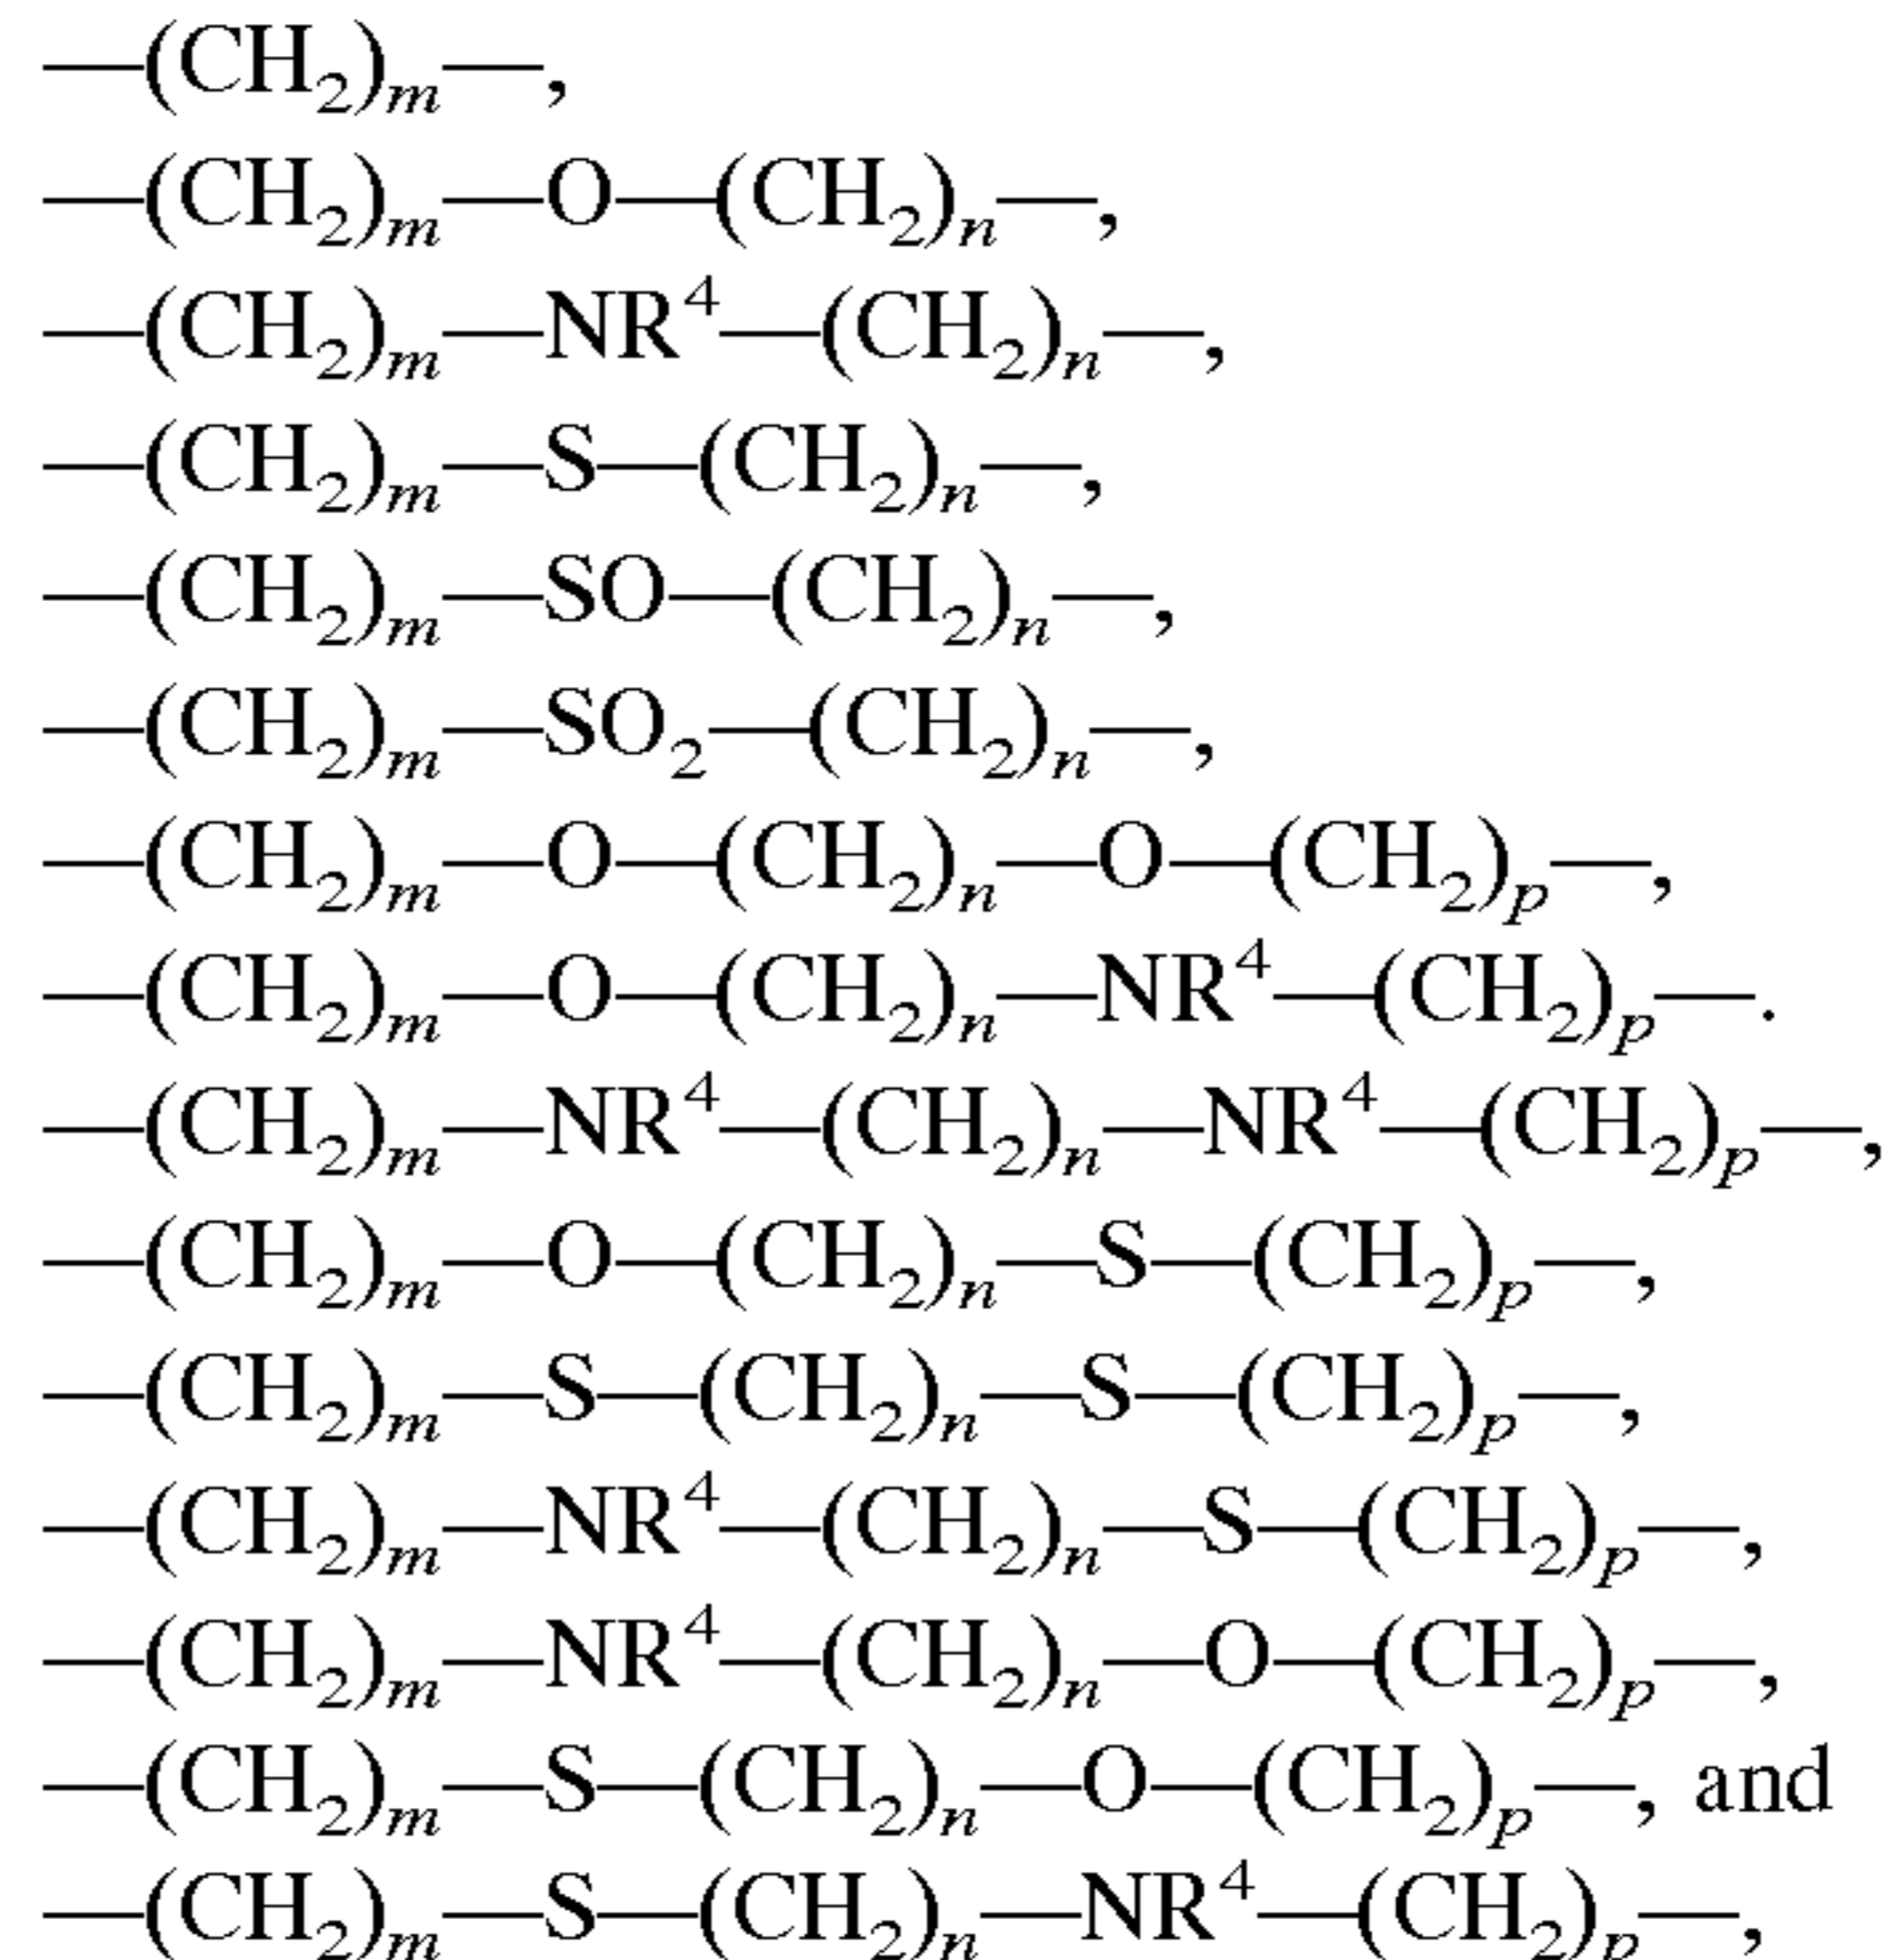 —(CH₂)ₘ—,
—(CH₂)ₘ—O—(CH₂)ₙ—,
—(CH₂)ₘ—NR⁴—(CH₂)ₙ—,
—(CH₂)ₘ—S—(CH₂)ₙ—,
—(CH₂)ₘ—SO—(CH₂)ₙ—,
—(CH₂)ₘ—SO₂—(CH₂)ₙ—,
—(CH₂)ₘ—O—(CH₂)ₙ—O—(CH₂)ₚ—,
—(CH₂)ₘ—O—(CH₂)ₙ—NR⁴—(CH₂)ₚ—.
—(CH₂)ₘ—NR⁴—(CH₂)ₙ—NR⁴—(CH₂)ₚ—,
—(CH₂)ₘ—O—(CH₂)ₙ—S—(CH₂)ₚ—,
—(CH₂)ₘ—S—(CH₂)ₙ—S—(CH₂)ₚ—,
—(CH₂)ₘ—NR⁴—(CH₂)ₙ—S—(CH₂)ₚ—,
—(CH₂)ₘ—NR⁴—(CH₂)ₙ—O—(CH₂)ₚ—,
—(CH₂)ₘ—S—(CH₂)ₙ—O—(CH₂)ₚ—, and
—(CH₂)ₘ—S—(CH₂)ₙ—NR⁴—(CH₂)ₚ—,